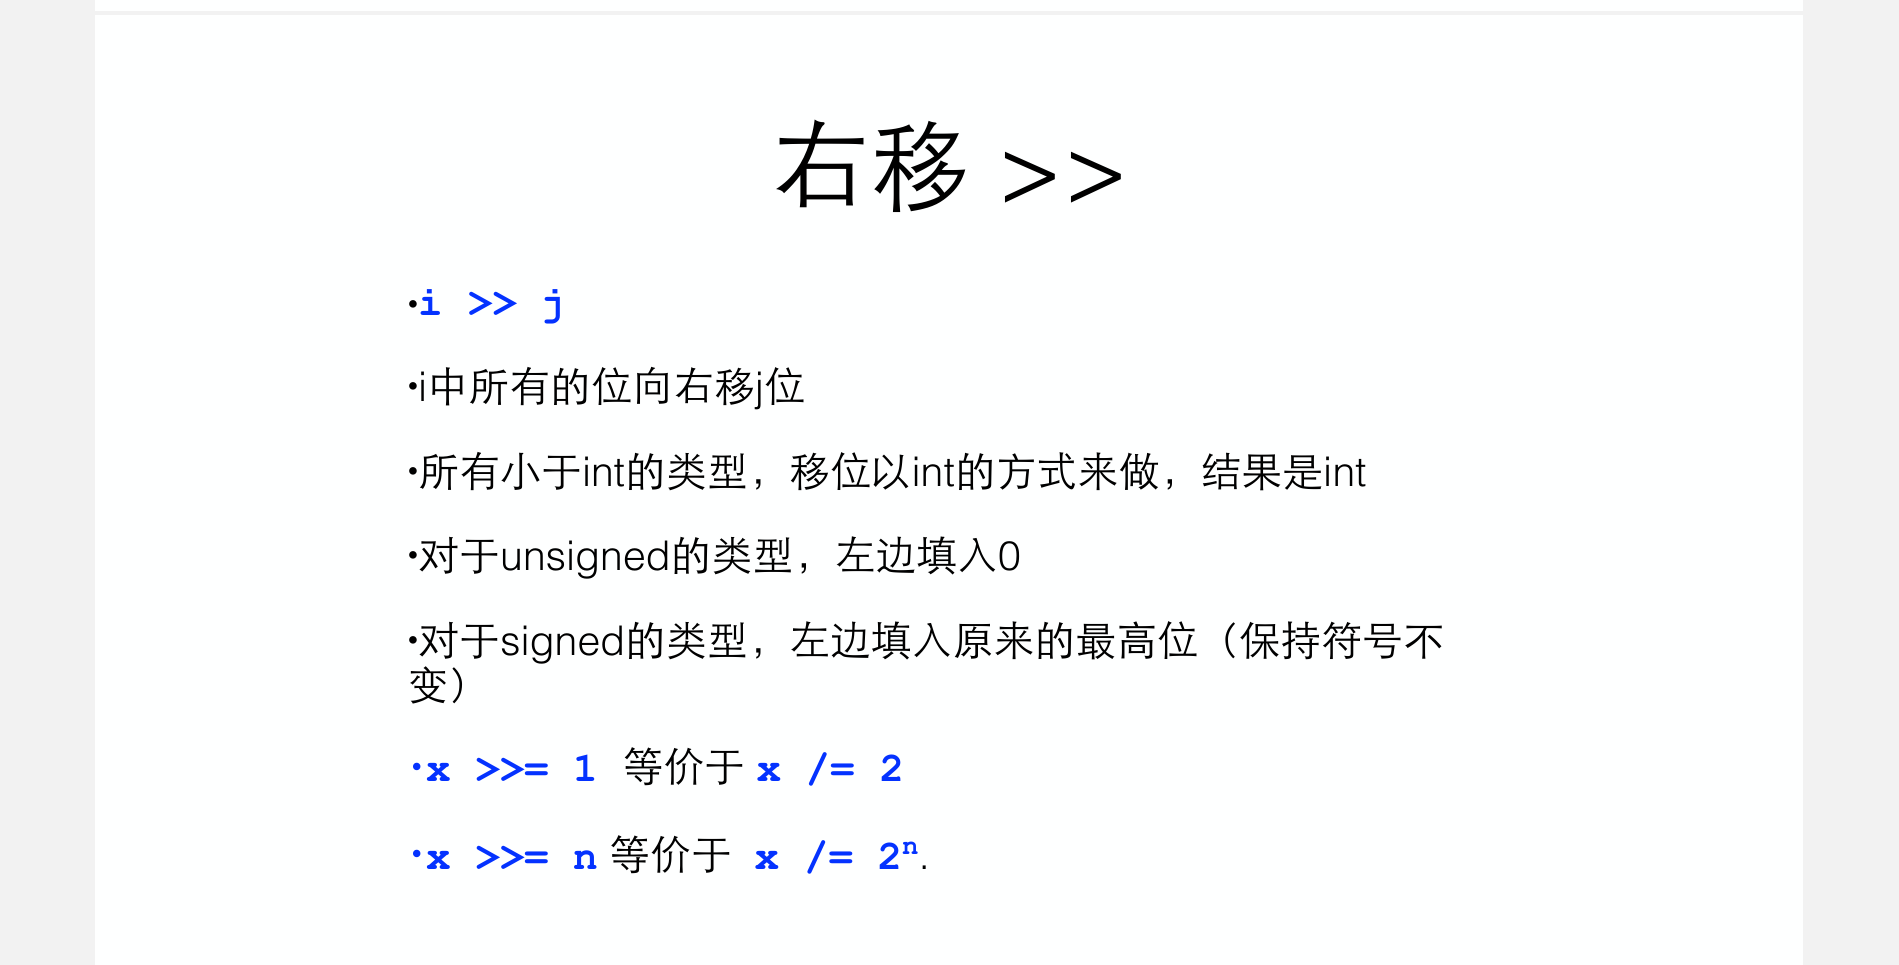 右移 >>
•i >> j
•i中所有的位向右移j位
•所有小于int的类型，移位以int的方式来做，结果是int
•对于unsigned的类型，左边填入0
•对于signed的类型，左边填入原来的最高位（保持符号不
变）
•x >>= 1 等价于 x /= 2
•x >>= n 等价于 x /= 2ⁿ.